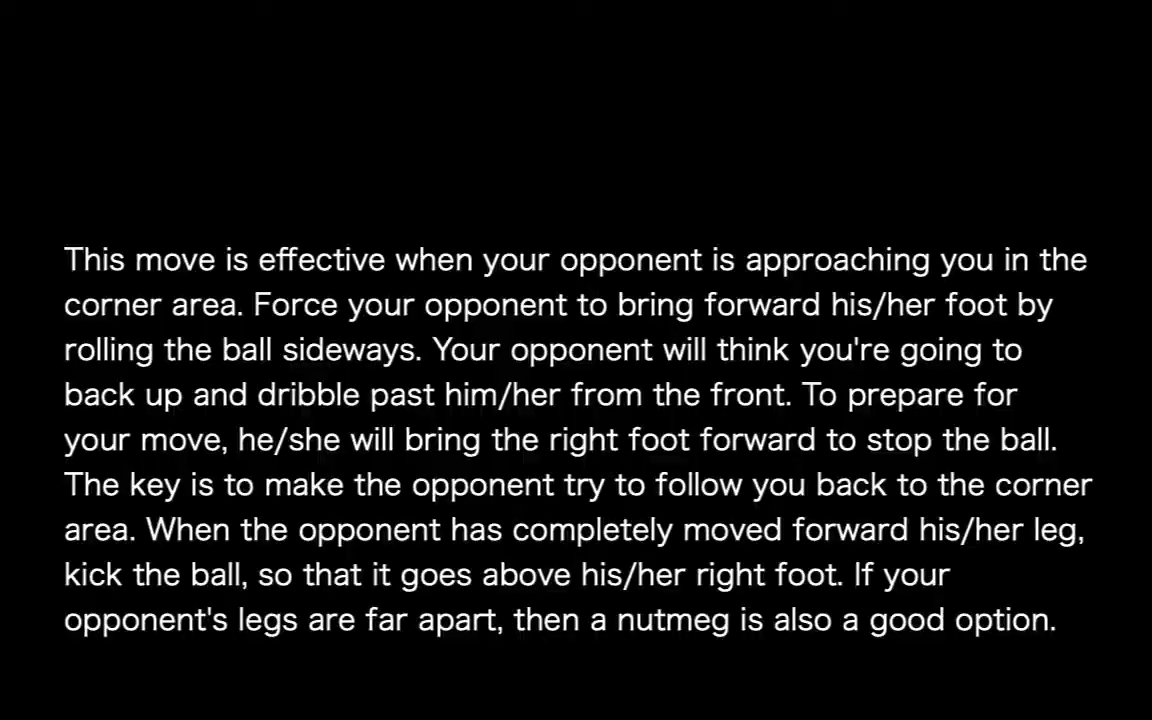 This move is effective when your opponent is approaching you in the
corner area. Force your opponent to bring forward his/her foot by
rolling the ball sideways. Your opponent will think you're going to
back up and dribble past him/her from the front. To prepare for
your move, he/she will bring the right foot forward to stop the ball.
The key is to make the opponent try to follow you back to the corner
area. When the opponent has completely moved forward his/her leg,
kick the ball, so that it goes above his/her right foot. If your
opponent's legs are far apart, then a nutmeg is also a good option.